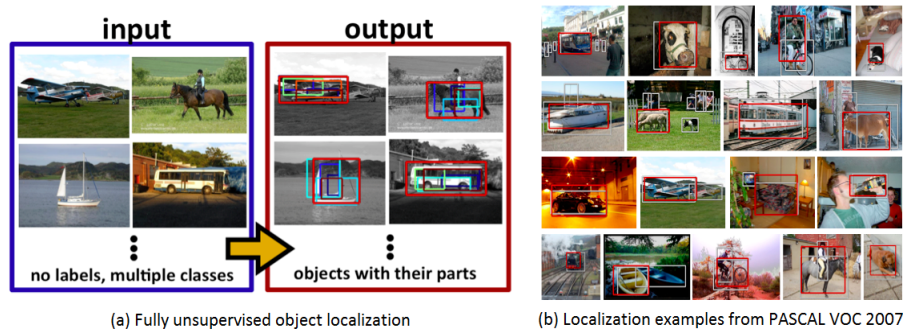 input
output
no labels, multiple classes
objects with their parts
(a) Fully unsupervised object localization
(b) Localization examples from PASCAL VOC 2007